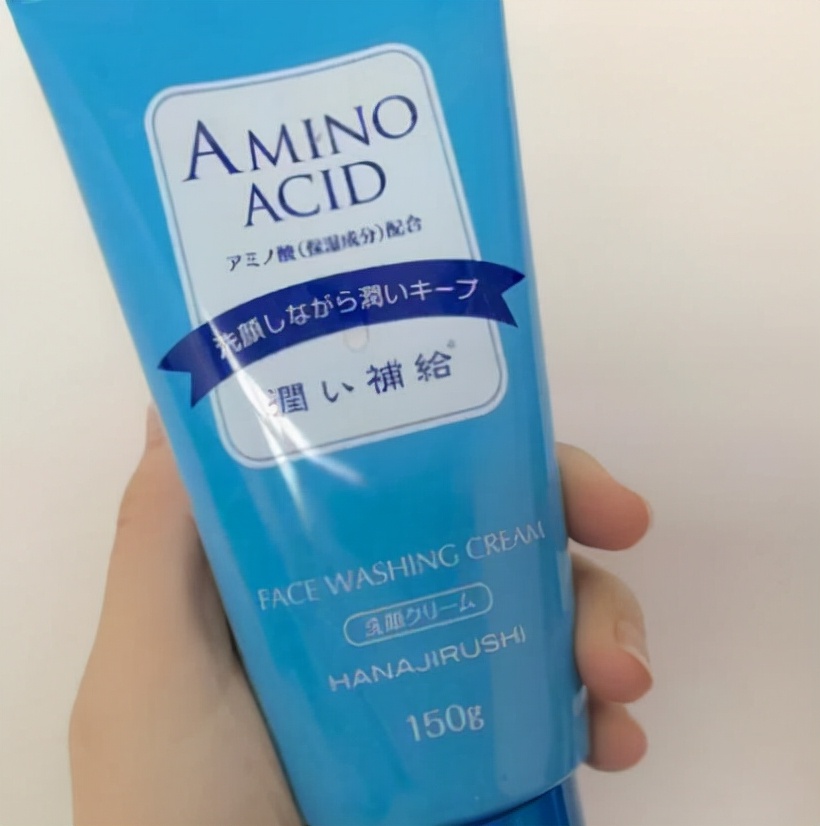 AMINO
ACID
アミノ酸(保湿成分)配合
洗顔しながら潤いキープ
潤い補給
FACE WASHING CREAM
洗顔クリーム
HANAJIRUSHI
150g